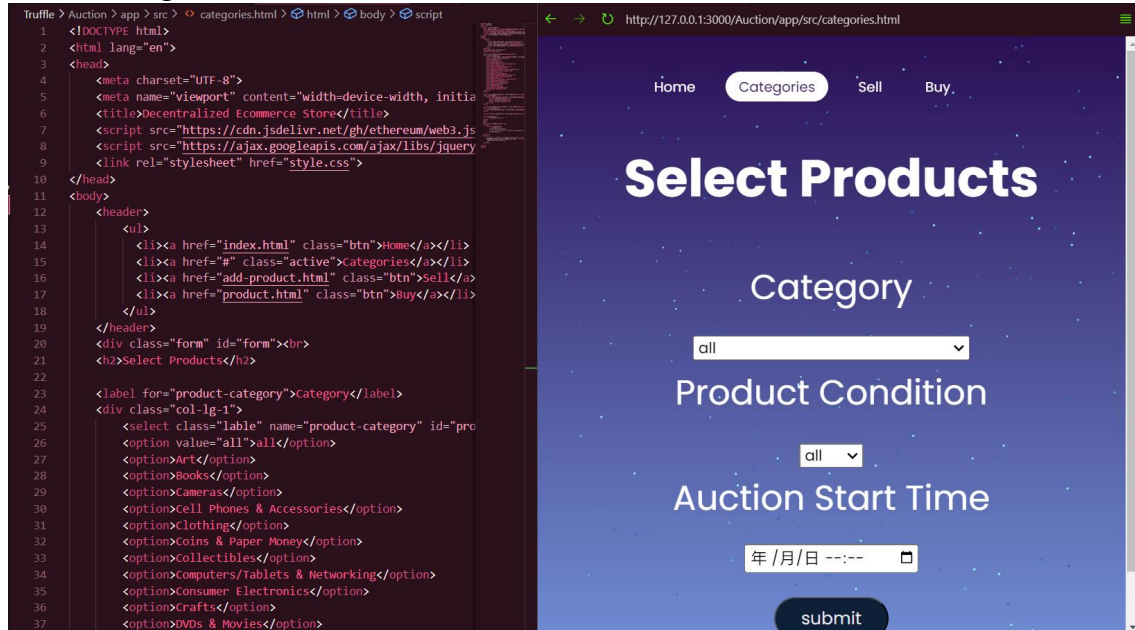 Truffle > Auction > app > src > categories.html > html > body > script
1 <!DOCTYPE html>
2 <html lang="en">
3 <head>
4 <meta charset="UTF-8">
5 <meta name="viewport" content="width=device-width, initia
6 <title>Decentralized Ecommerce Store</title>
7 <script src="https://cdn.jsdelivr.net/gh/ethereum/web3.js
8 <script src="https://ajax.googleapis.com/ajax/libs/jquery
9 <link rel="stylesheet" href="style.css">
10 </head>
11 <body>
12 <header>
13 <ul>
14 <li><a href="index.html" class="btn">Home</a></li>
15 <li><a href="#" class="active">Categories</a></li>
16 <li><a href="add-product.html" class="btn">Sell</a>
17 <li><a href="product.html" class="btn">Buy</a></li>
18 </ul>
19 </header>
20 <div class="form" id="form"><br>
21 <h2>Select Products</h2>
22
23 <label for="product-category">Category</label>
24 <div class="col-lg-1">
25 <select class="lable" name="product-category" id="pro
26 <option value="all">all</option>
27 <option>Art</option>
28 <option>Books</option>
29 <option>Cameras</option>
30 <option>Cell Phones & Accessories</option>
31 <option>Clothing</option>
32 <option>Coins & Paper Money</option>
33 <option>Collectibles</option>
34 <option>Computers/Tablets & Networking</option>
35 <option>Consumer Electronics</option>
36 <option>Crafts</option>
37 <option>DVDs & Movies</option>
http://127.0.0.1:3000/Auction/app/src/categories.html
Home Categories Sell Buy
Select Products
Category
all
Product Condition
all
Auction Start Time
年 /月/日 --:--
submit